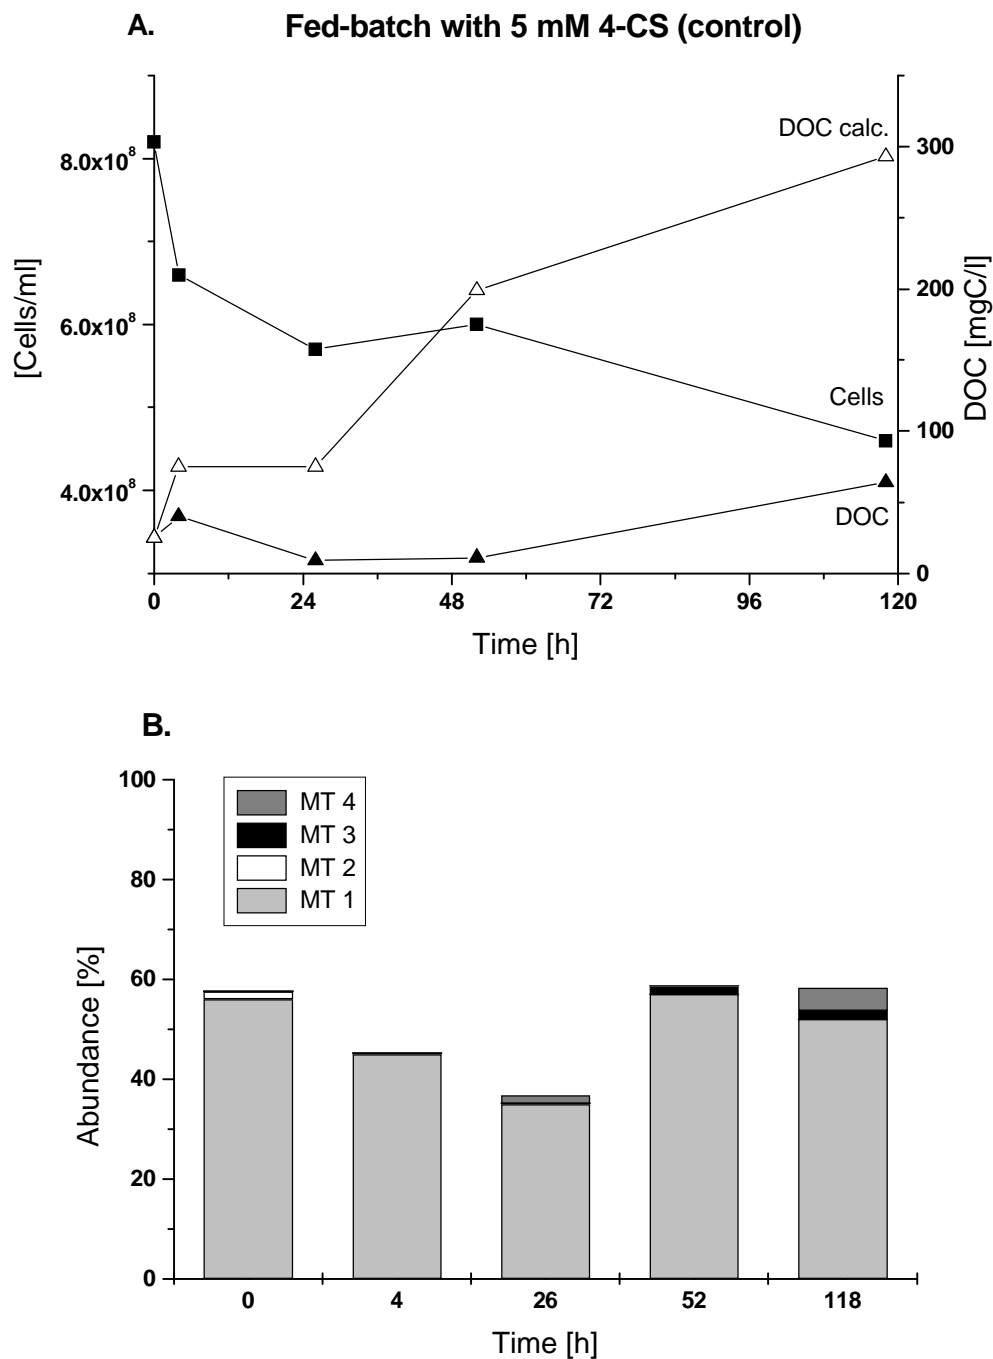 A.
Fed-batch with 5 mM 4-CS (control)
DOC calc.
Cells
DOC
[Cells/ml]
8.0x10⁸
6.0x10⁸
4.0x10⁸
DOC [mgC/l]
300
200
100
0
0 24 48 72 96 120
Time [h]
B.
MT 4
MT 3
MT 2
MT 1
Abundance [%]
100
80
60
40
20
0
0 4 26 52 118
Time [h]